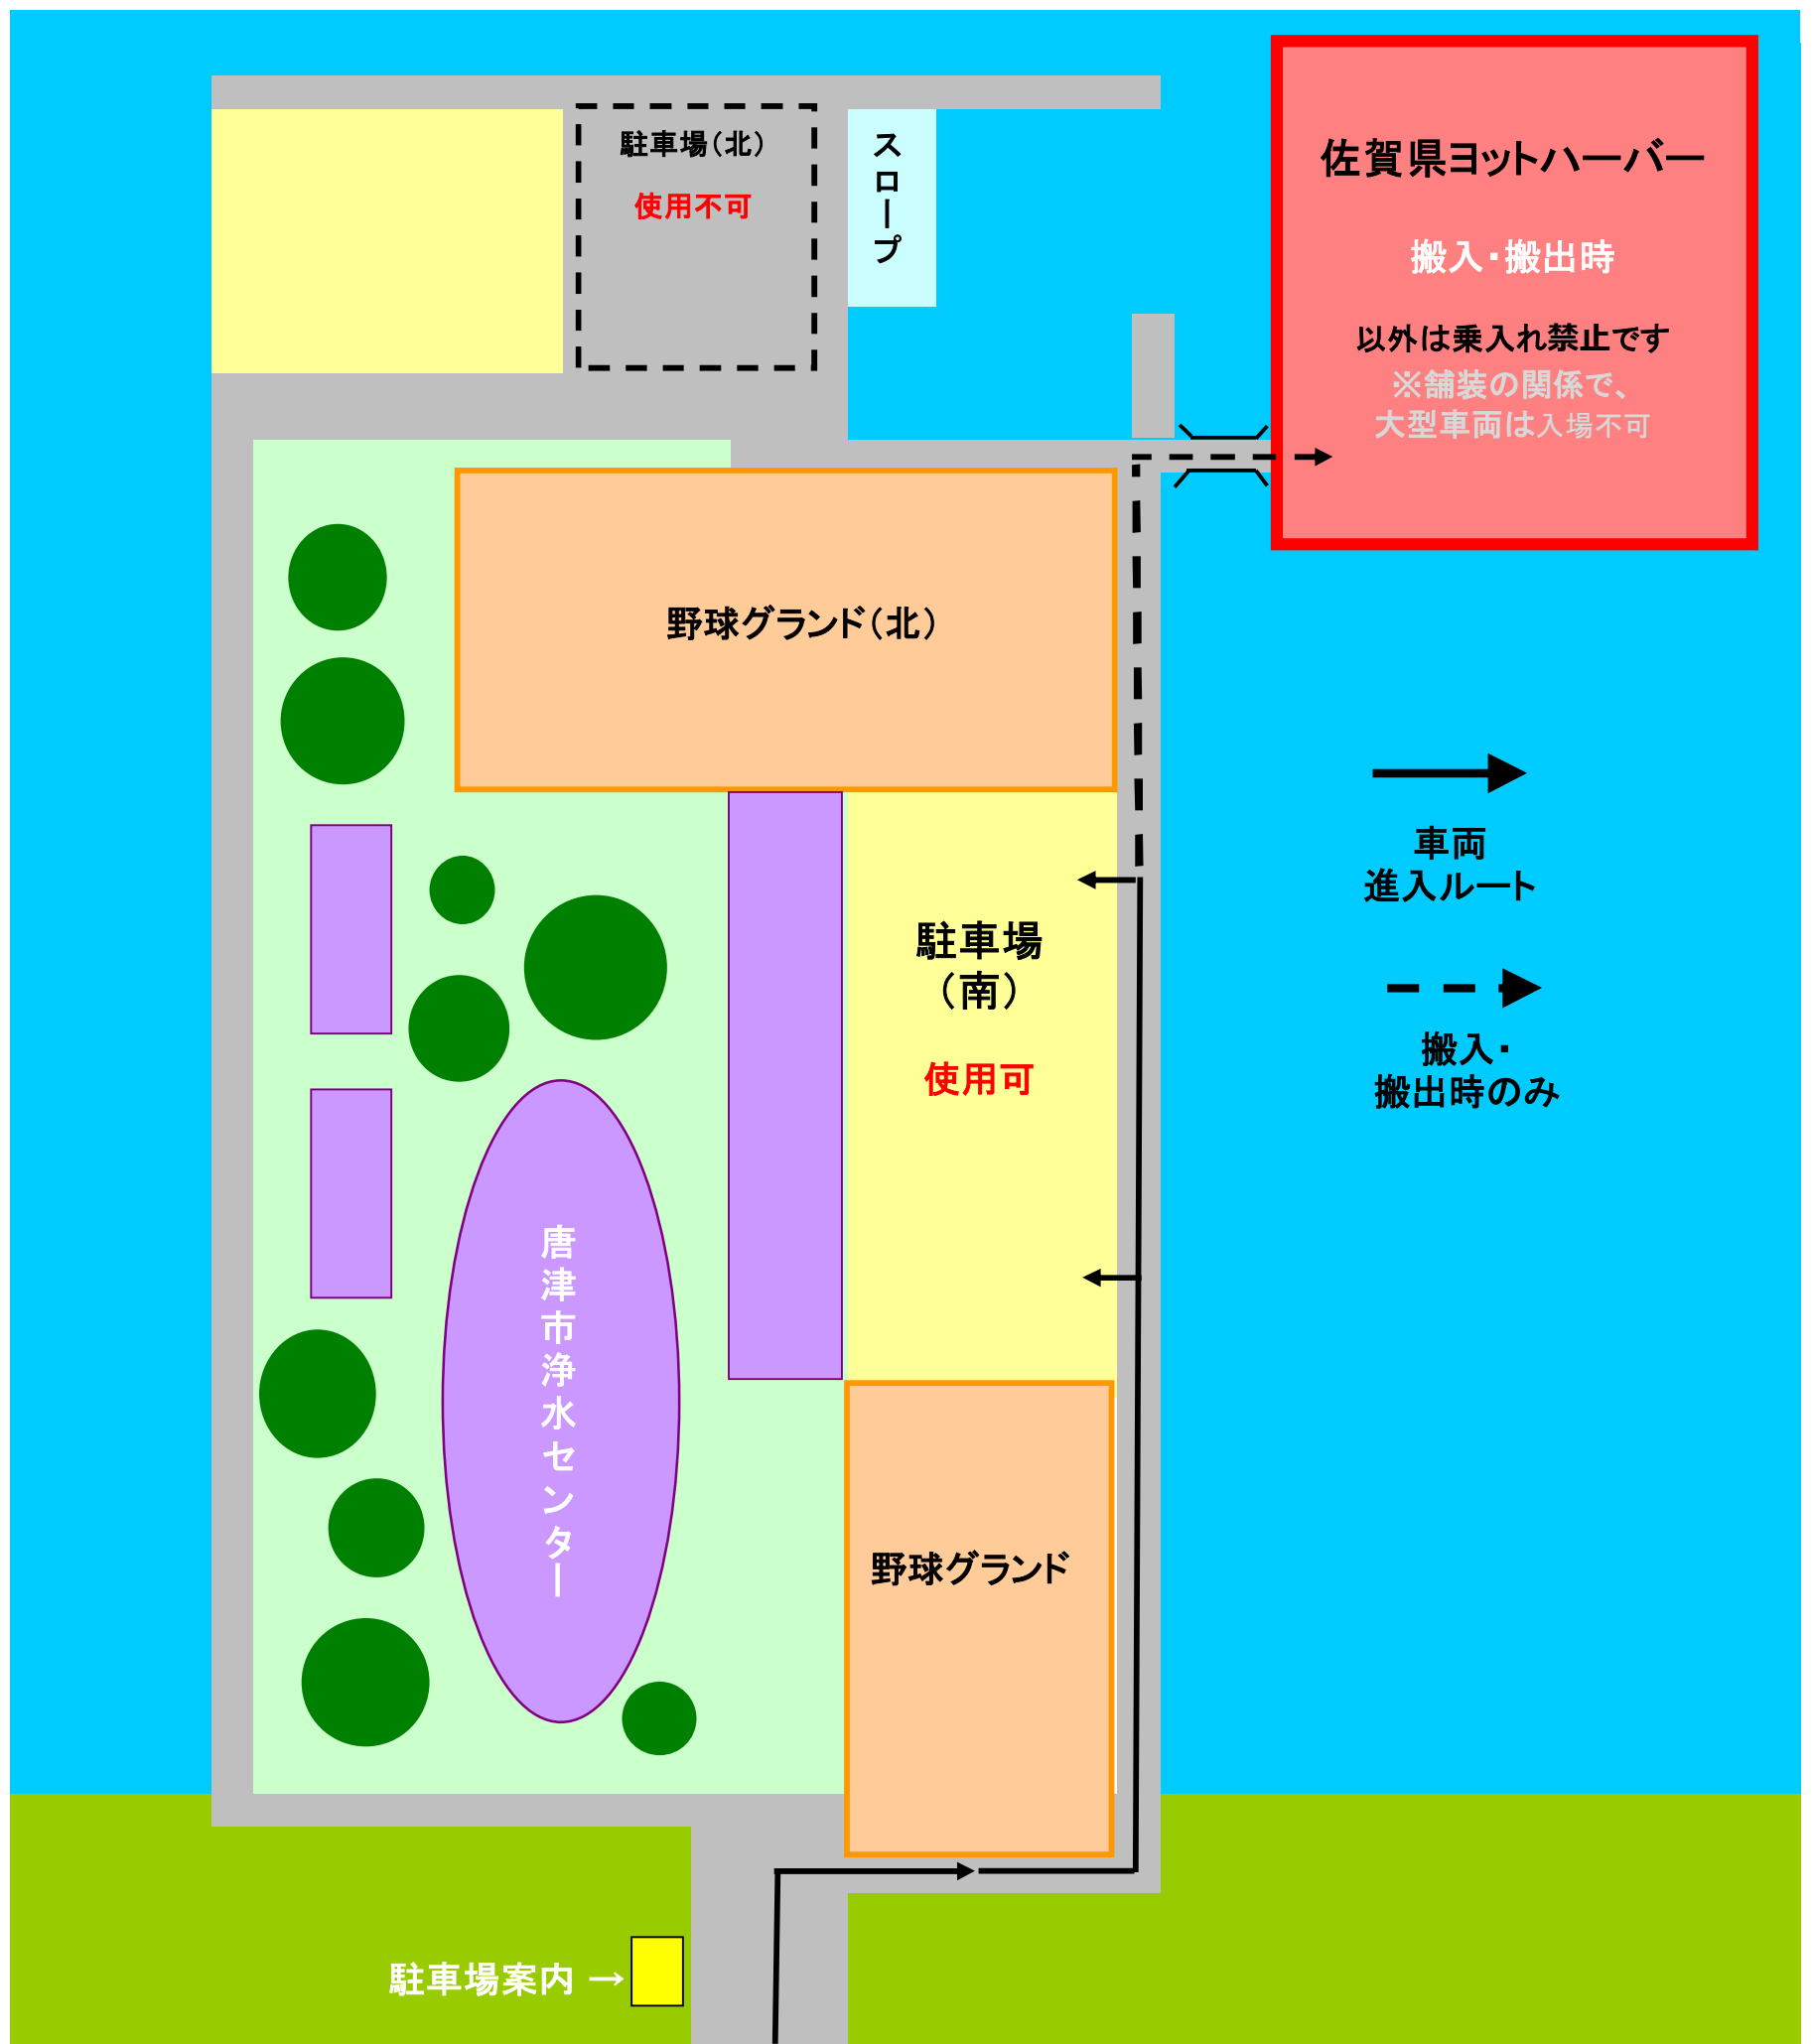 駐車場（北）
使用不可
スロープ
佐賀県ヨットハーバー
搬入・搬出時
以外は乗入れ禁止です
※舗装の関係で、
大型車両は入場不可
野球グランド（北）
車両
進入ルート
駐車場
（南）
使用可
搬入・
搬出時のみ
唐津市浄水センター
野球グランド
駐車場案内 →